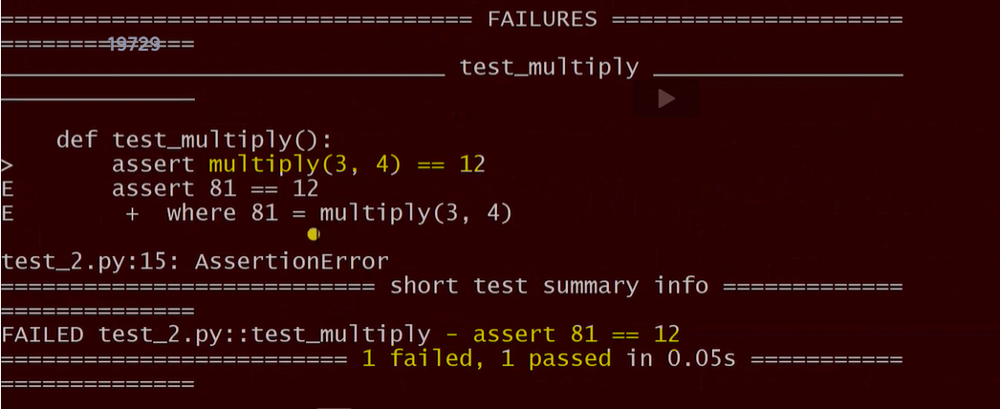 ================================== FAILURES =====================
==============
19729
________________________________ test_multiply __________________
______________
def test_multiply():
> assert multiply(3, 4) == 12
E assert 81 == 12
E + where 81 = multiply(3, 4)
test_2.py:15: AssertionError
=========================== short test summary info =============
==============
FAILED test_2.py::test_multiply - assert 81 == 12
========================= 1 failed, 1 passed in 0.05s ===========
==============